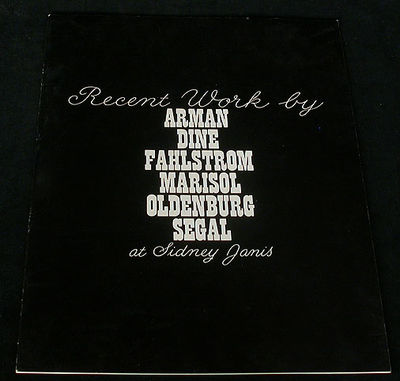 Recent Work by
ARMAN
DINE
FAHLSTROM
MARISOL
OLDENBURG
SEGAL
at Sidney Janis